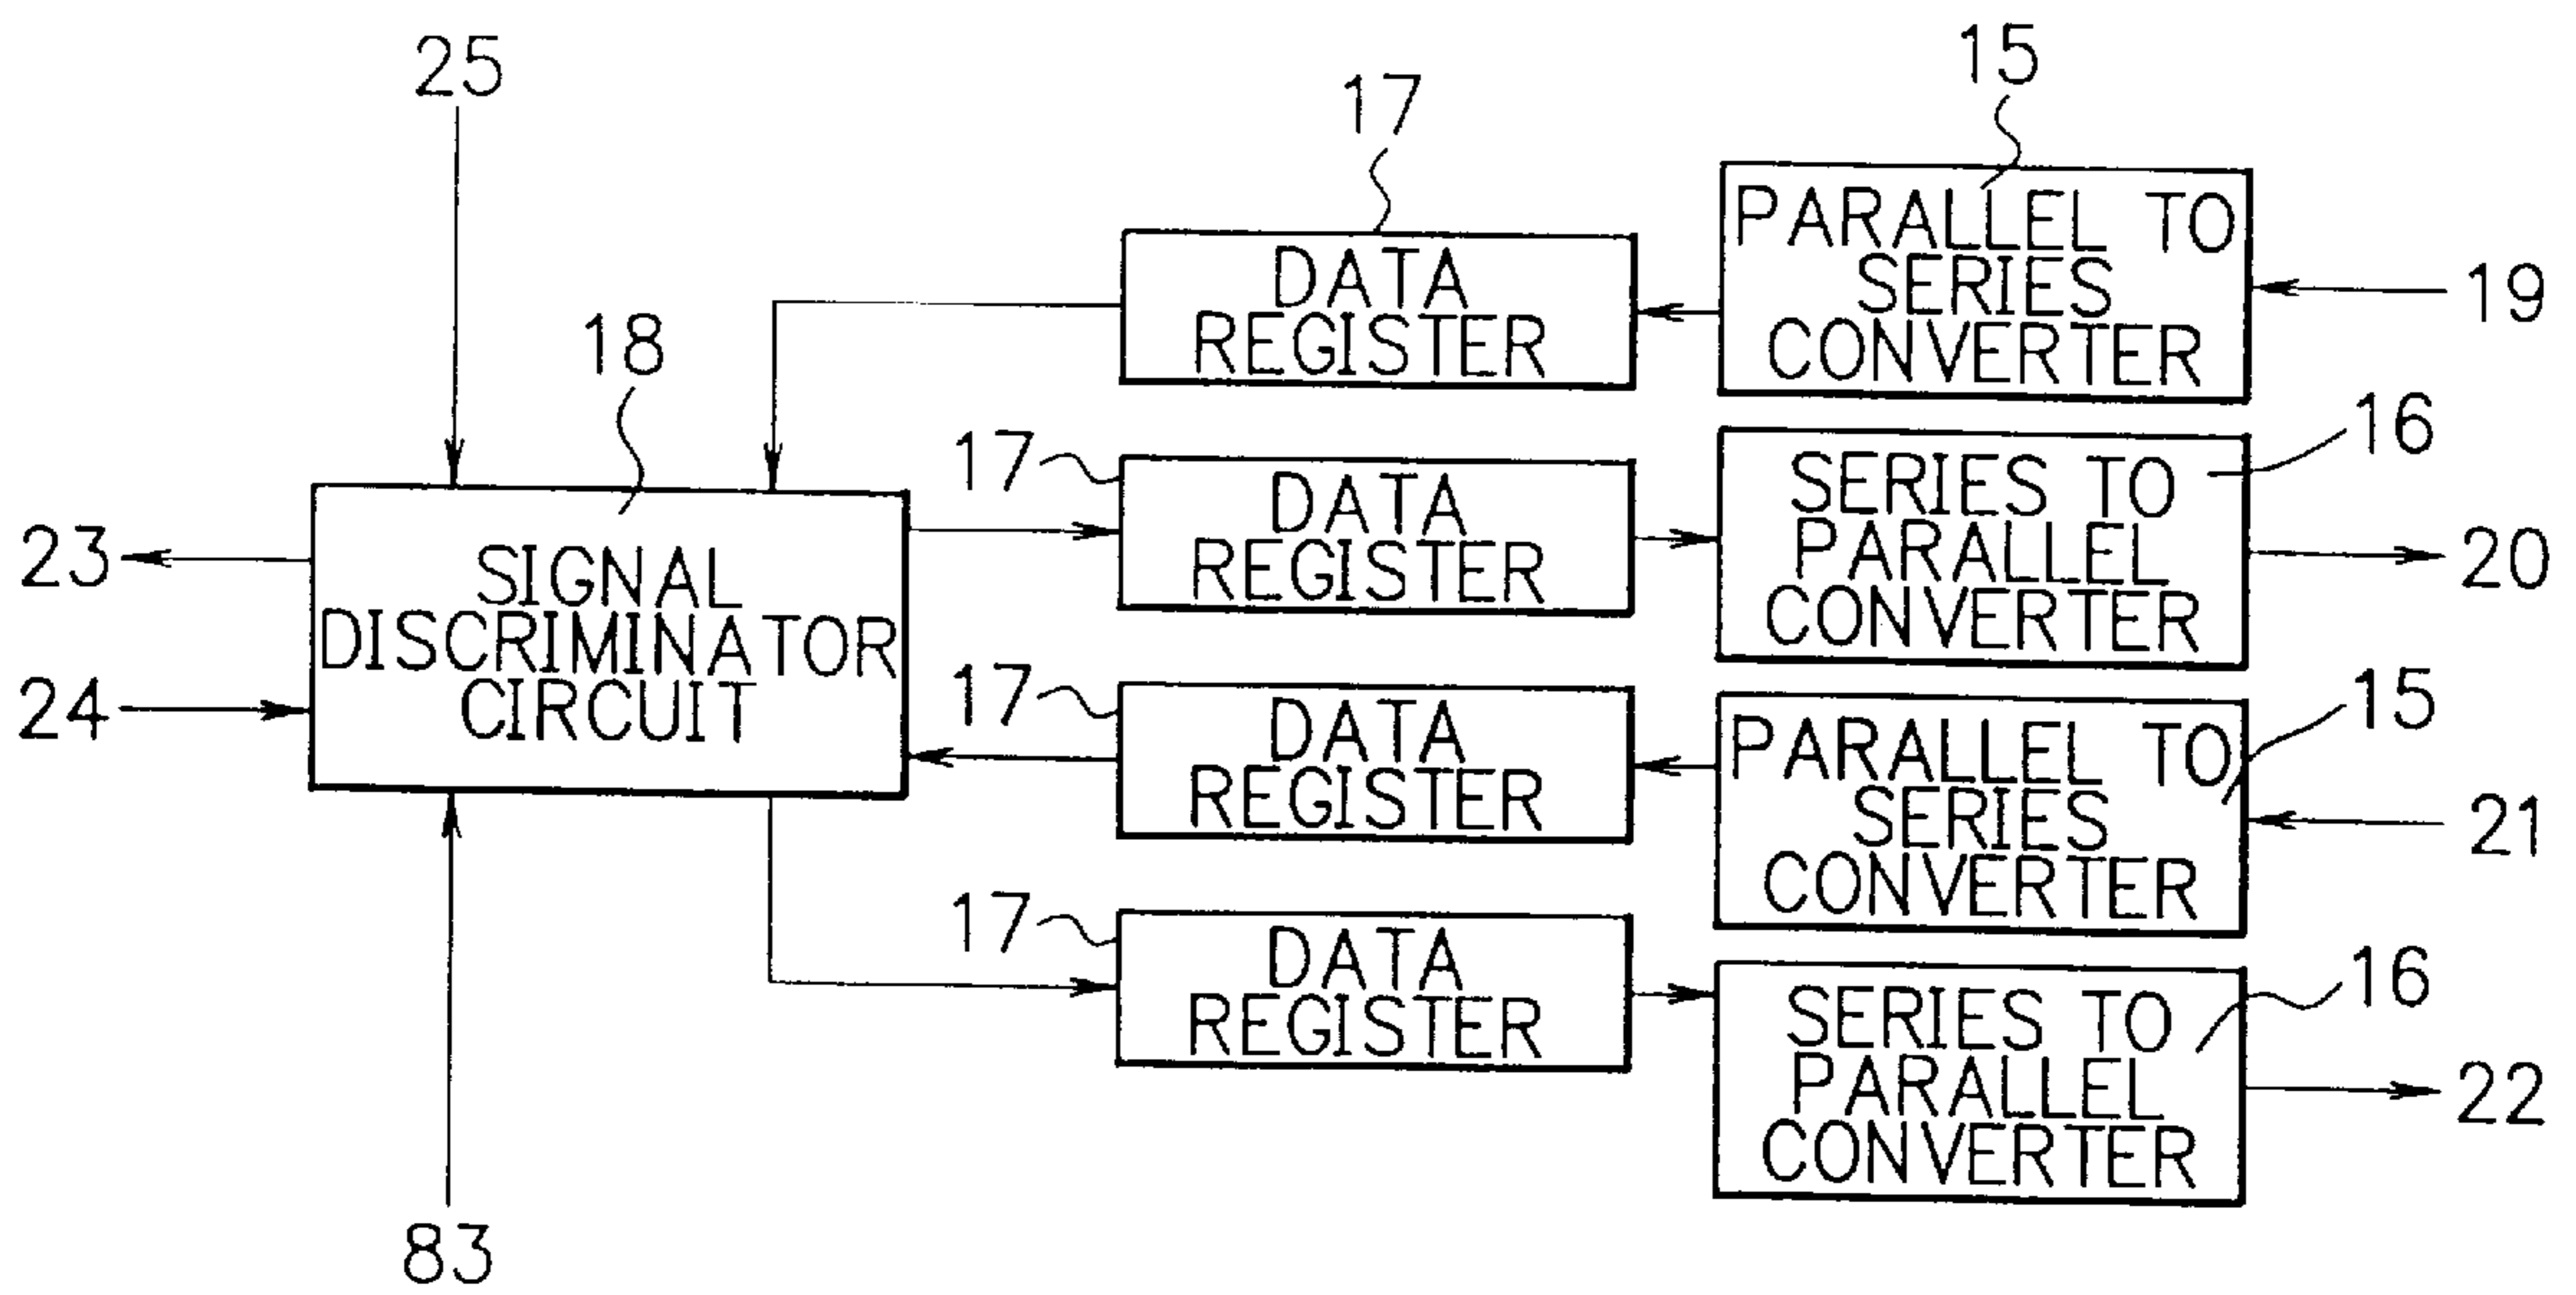 25
17
15
PARALLEL TO
SERIES
CONVERTER
19
DATA
REGISTER
18
17
DATA
REGISTER
16
SERIES TO
PARALLEL
CONVERTER
20
23
24
SIGNAL
DISCRIMINATOR
CIRCUIT
17
DATA
REGISTER
15
PARALLEL TO
SERIES
CONVERTER
21
17
DATA
REGISTER
16
SERIES TO
PARALLEL
CONVERTER
22
83